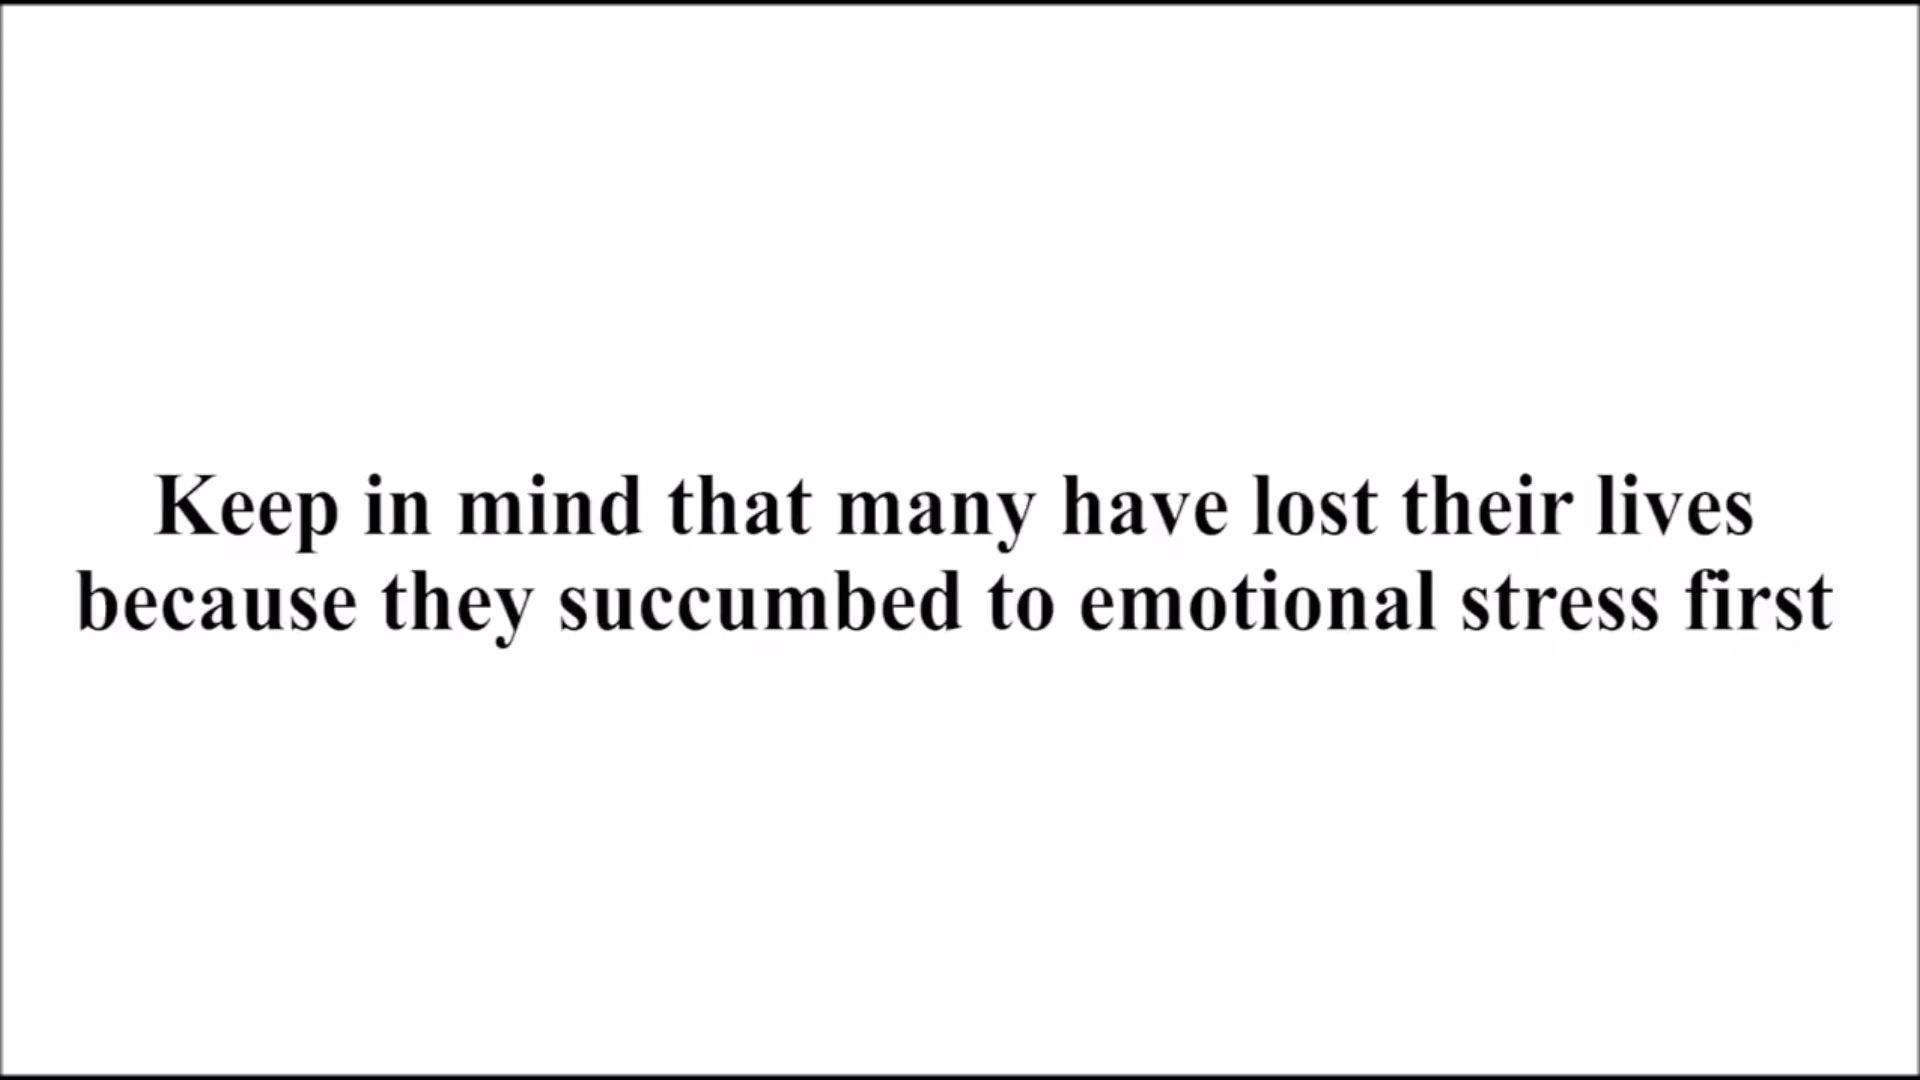 Keep in mind that many have lost their lives
because they succumbed to emotional stress first